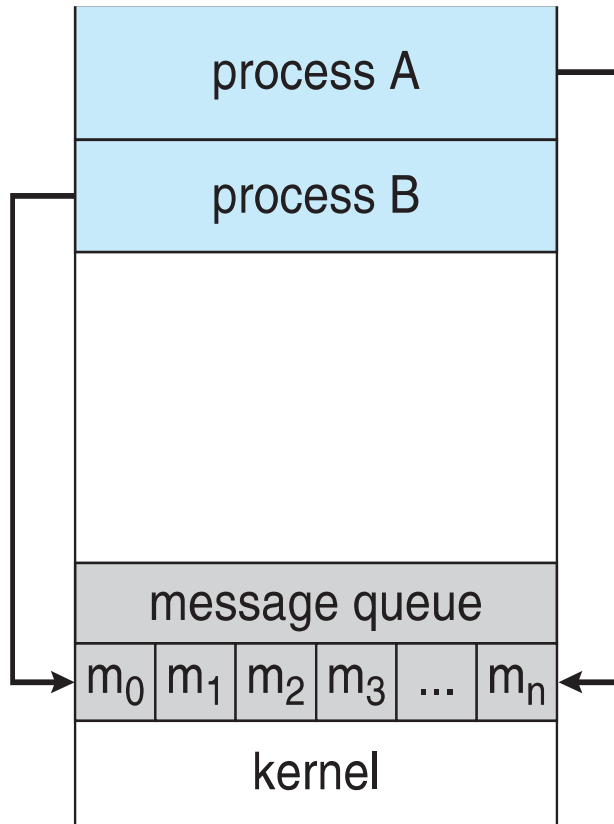 process A
process B
message queue
m₀ m₁ m₂ m₃ ... mₙ
kernel